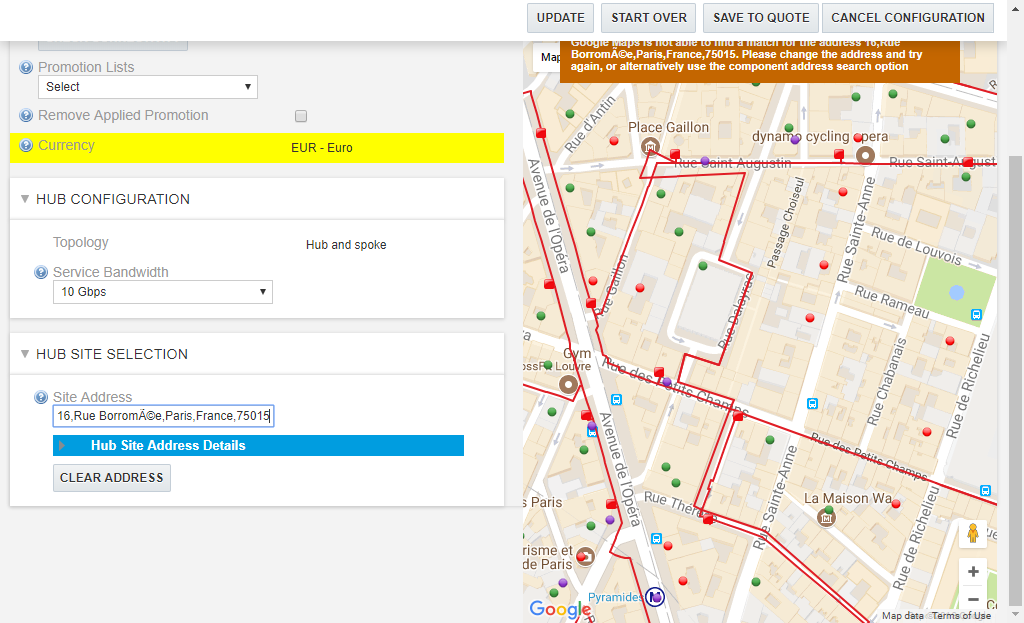 UPDATE
START OVER
SAVE TO QUOTE
CANCEL CONFIGURATION
Promotion Lists
Select
Remove Applied Promotion
Currency
EUR - Euro
HUB CONFIGURATION
Topology
Hub and spoke
Service Bandwidth
10 Gbps
HUB SITE SELECTION
Site Address
16,Rue BorromÃ©e,Paris,France,75015
Hub Site Address Details
CLEAR ADDRESS
Google Maps is not able to find a match for the address 16,Rue
BorromÃ©e,Paris,France,75015. Please change the address and try
again, or alternatively use the component address search option
Map
Rue d'Antin
Place Gaillon
dynamo cycling opera
Rue Saint Augustin
Rue Saint-August
Avenue de l'Opéra
Passage Choiseul
Rue Sainte-Anne
Rue de Louvois
Rue Gaillon
Rue Dalayrac
Rue Rameau
Gym
ossFit Louvre
Rue des Petits Champs
Rue Chabanais
Rue de Richelieu
Avenue de l'Opéra
Rue des Petits Champs
Rue Sainte-Anne
La Maison Wa
s Paris
Rue Thérèse
Rue de Richelieu
risme et
de Paris
Pyramides
Google
Map data
Terms of Use